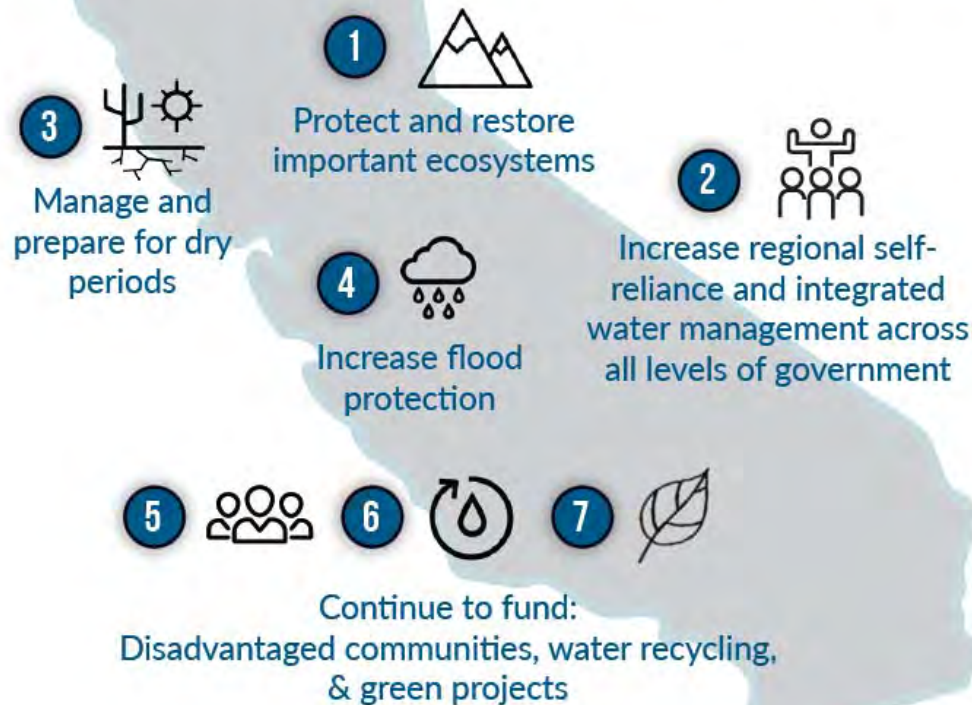 1
Protect and restore
important ecosystems
2
Increase regional self-
reliance and integrated
water management across
all levels of government
3
Manage and
prepare for dry
periods
4
Increase flood
protection
5
6
7
Continue to fund:
Disadvantaged communities, water recycling,
& green projects